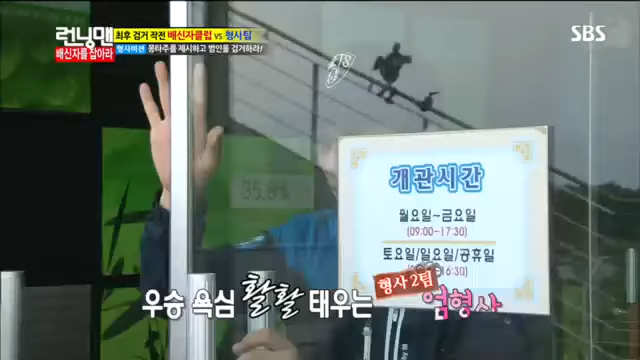 런닝맨
배신자를 잡아라
최후 검거 작전 배신자클럽 vs 형사팀
형사미션 몽타주를 제시하고 범인을 검거하라!
SBS
35.8%
개관시간
월요일~금요일
(09:00~17:30)
토요일/일요일/공휴일
6:30)
우승 욕심 활활 태우는 형사 2팀 엄형사